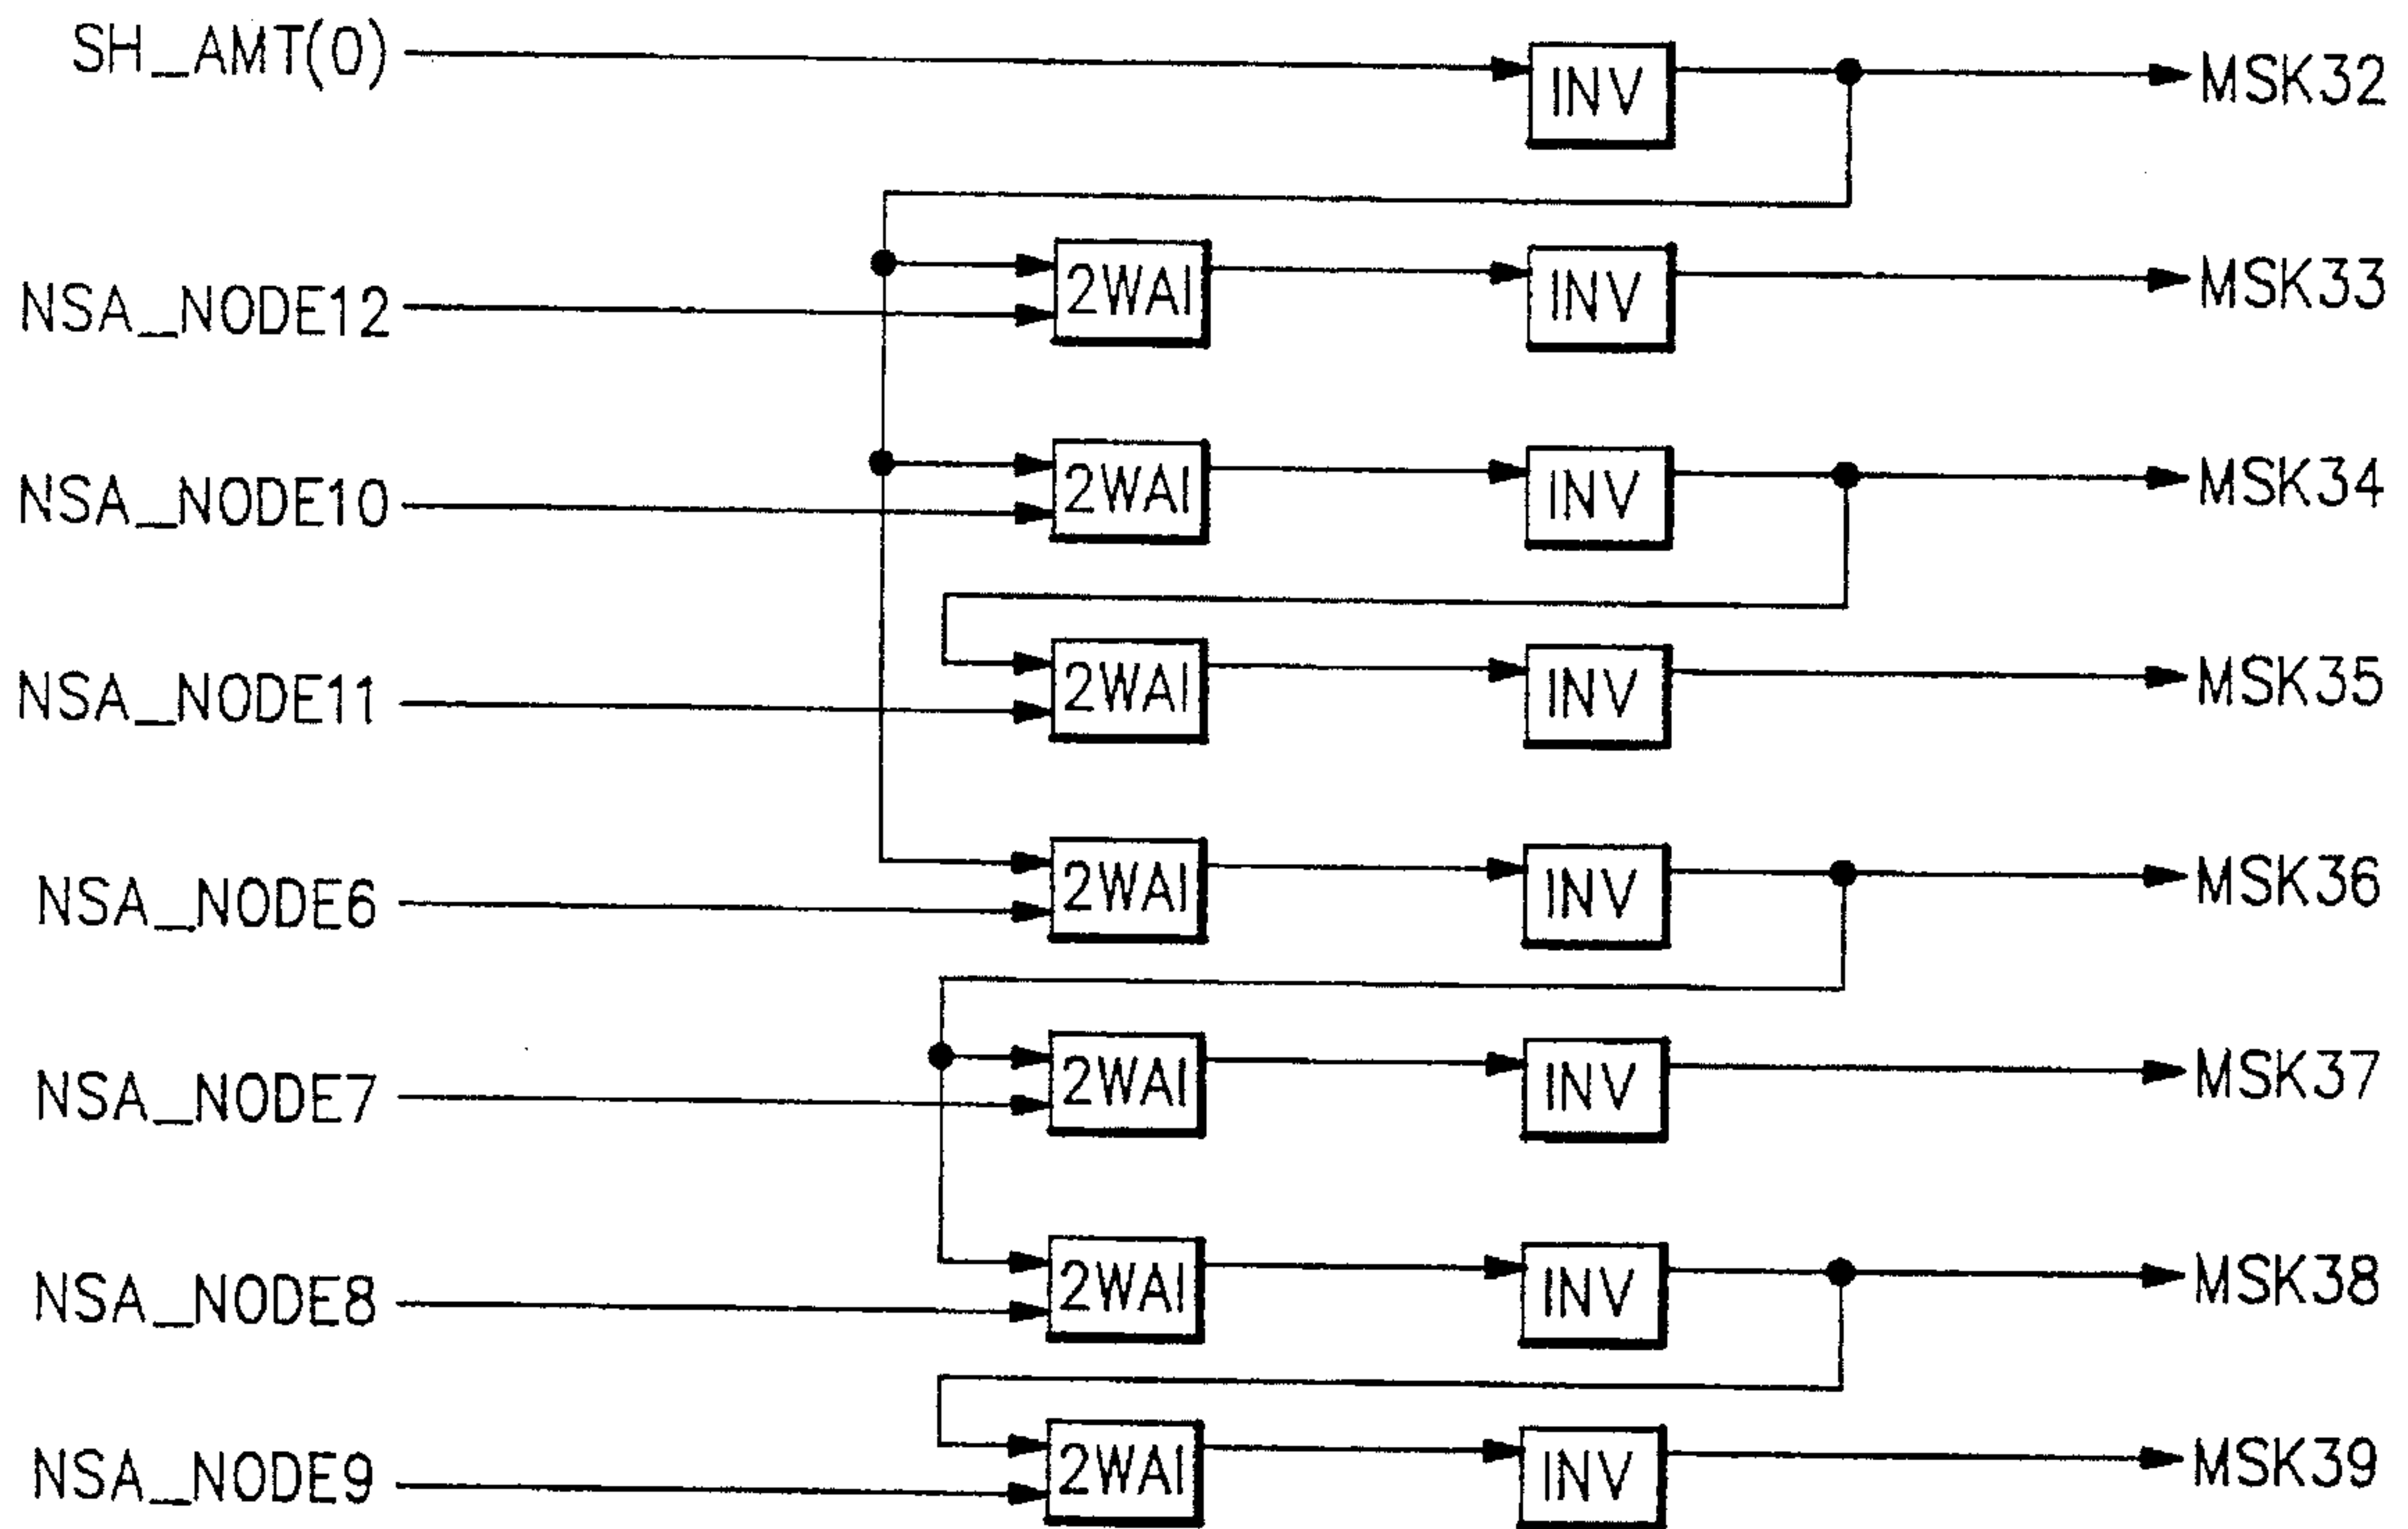 SH_AMT(0) INV MSK32
NSA_NODE12 2WAI INV MSK33
NSA_NODE10 2WAI INV MSK34
NSA_NODE11 2WAI INV MSK35
NSA_NODE6 2WAI INV MSK36
NSA_NODE7 2WAI INV MSK37
NSA_NODE8 2WAI INV MSK38
NSA_NODE9 2WAI INV MSK39